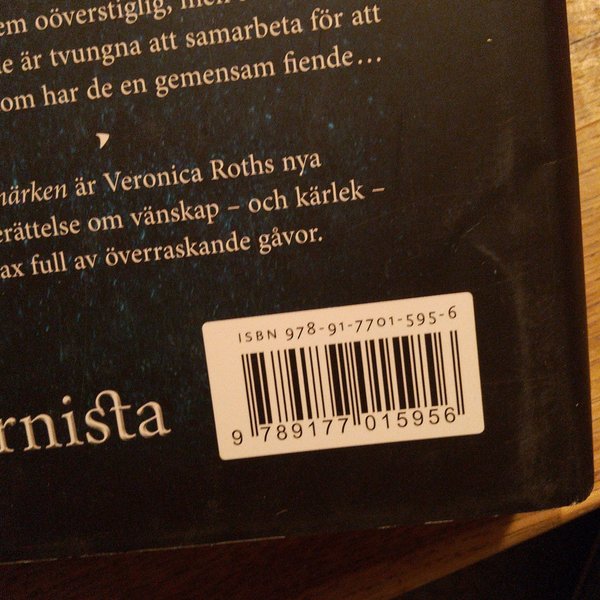 em oöverstiglig, men
e är tvungna att samarbeta för att
om har de en gemensam fiende...
märken är Veronica Roths nya
erättelse om vänskap – och kärlek –
ax full av överraskande gåvor.
ISBN 978-91-7701-595-6
9 789177 015956
rnista